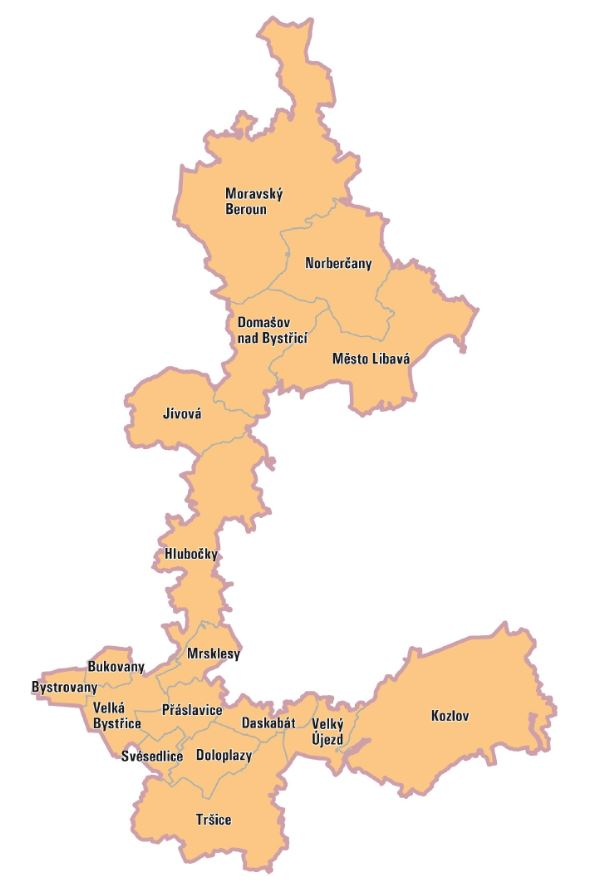 Moravský
Beroun
Norberčany
Domašov
nad Bystřicí
Město Libavá
Jívová
Hlubočky
Mrsklesy
Bukovany
Bystrovany
Velká
Bystřice
Přáslavice
Daskabát
Velký
Újezd
Kozlov
Svésedlice
Doloplazy
Tršice